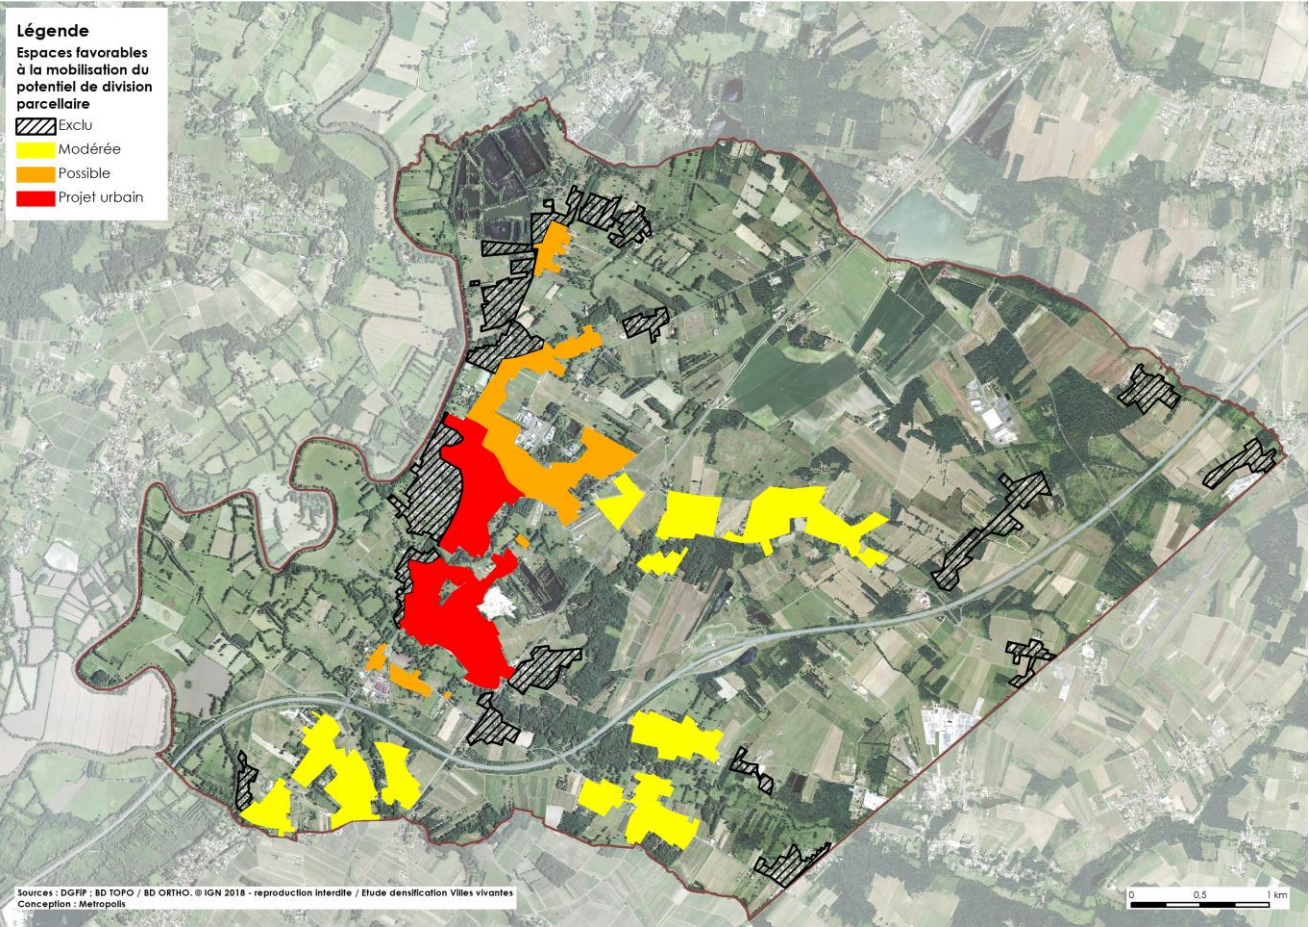 Légende
Espaces favorables
à la mobilisation du
potentiel de division
parcellaire
Exclu
Modérée
Possible
Projet urbain
Sources : DGFiP ; BD TOPO / BD ORTHO. © IGN 2018 - reproduction interdite / Etude densification Villes vivantes
Conception : Metropolis
0 0,5 1 km